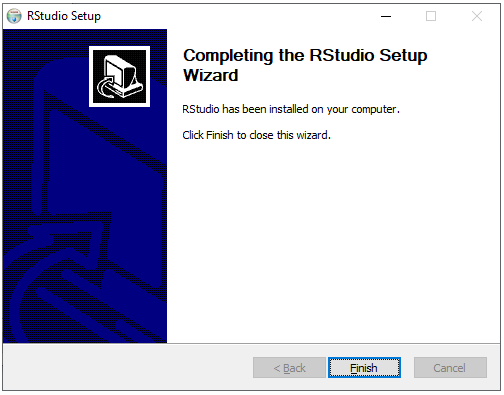 RStudio Setup
Completing the RStudio Setup
Wizard
RStudio has been installed on your computer.
Click Finish to close this wizard.
< Back
Finish
Cancel